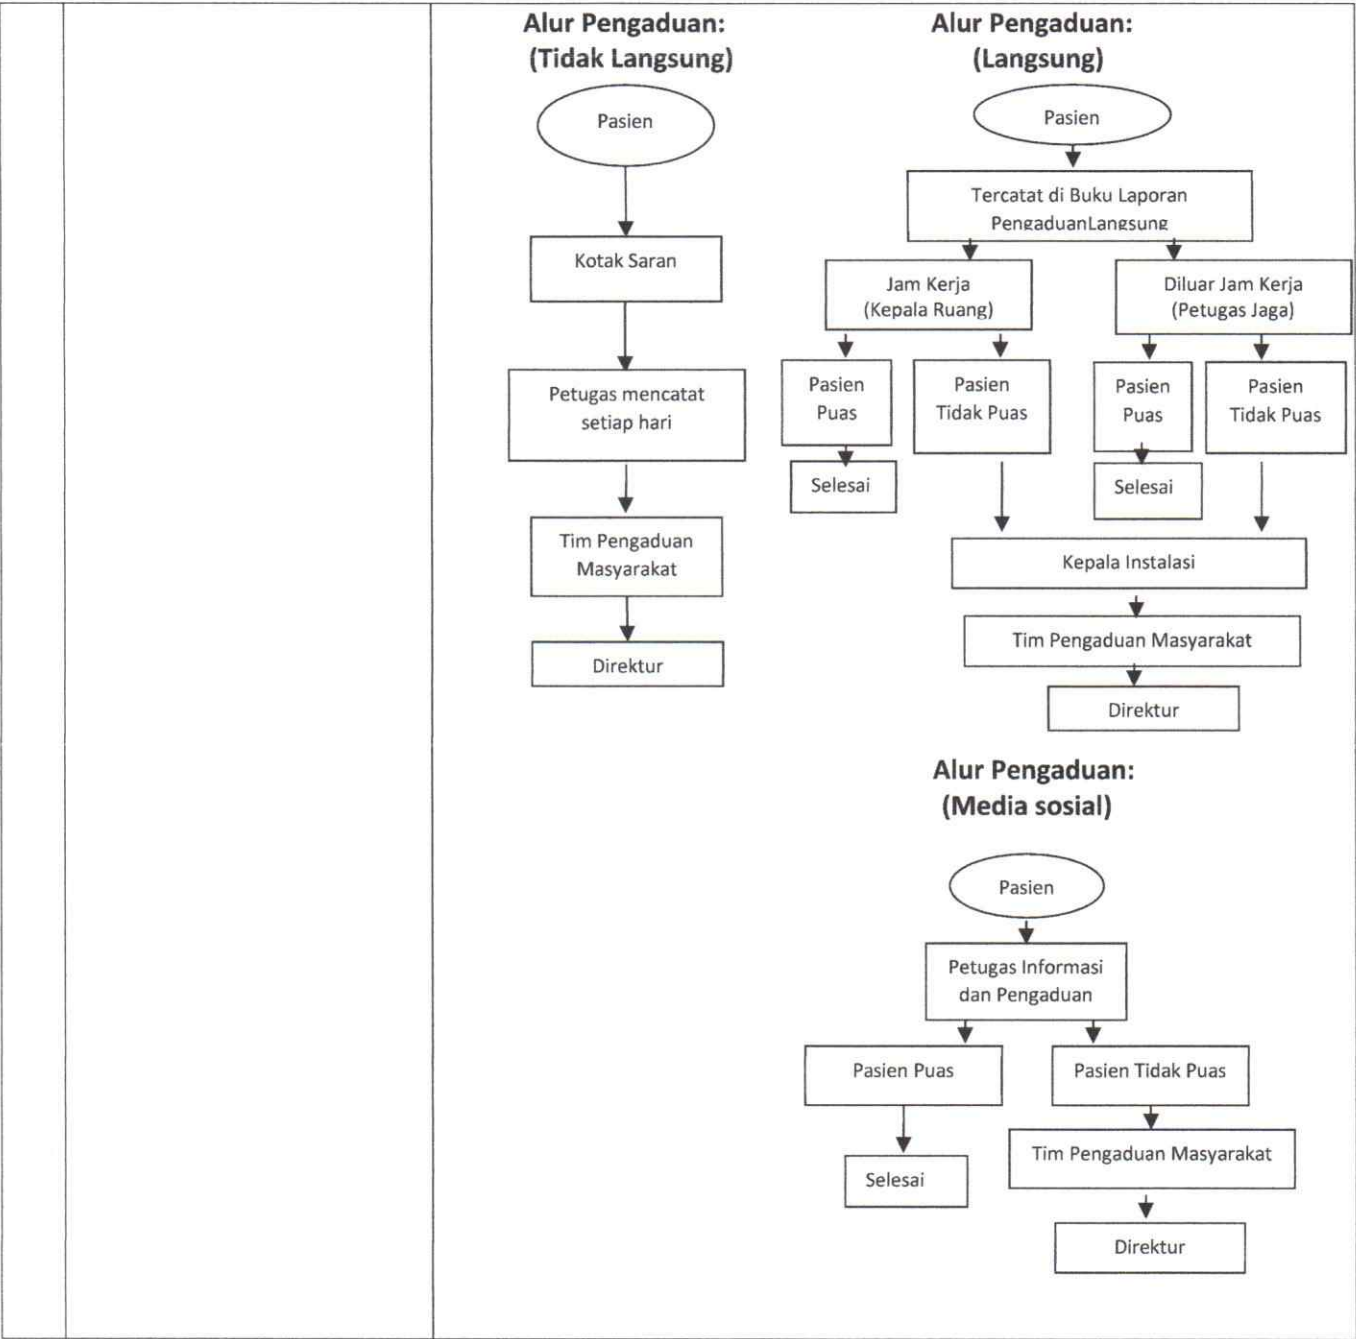 Alur Pengaduan:
(Tidak Langsung)
Pasien
Kotak Saran
Petugas mencatat
setiap hari
Tim Pengaduan
Masyarakat
Direktur
Alur Pengaduan:
(Langsung)
Pasien
Tercatat di Buku Laporan
PengaduanLangsung
Jam Kerja
(Kepala Ruang)
Diluar Jam Kerja
(Petugas Jaga)
Pasien
Puas
Pasien
Tidak Puas
Pasien
Puas
Pasien
Tidak Puas
Selesai
Selesai
Kepala Instalasi
Tim Pengaduan Masyarakat
Direktur
Alur Pengaduan:
(Media sosial)
Pasien
Petugas Informasi
dan Pengaduan
Pasien Puas
Pasien Tidak Puas
Selesai
Tim Pengaduan Masyarakat
Direktur